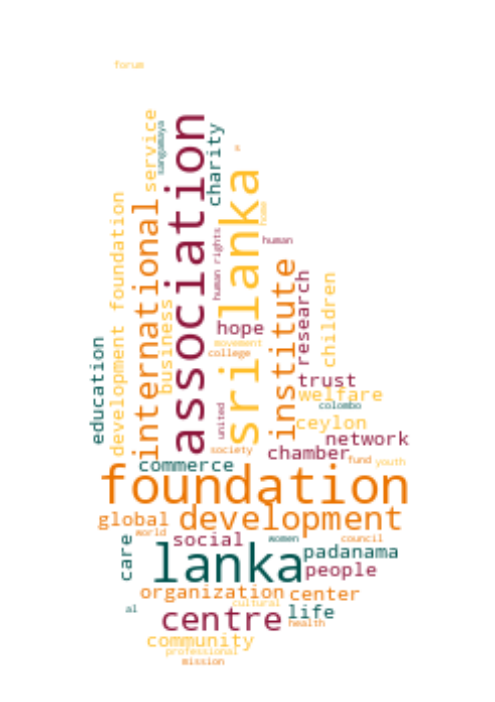 forum
service
sangamaya
association
charity
s
sri lanka
home
human
human rights
international
development foundation
business
institute
research
children
hope
movement
college
education
trust
welfare
colombo
united
ceylon
network
society
chamber
commerce
fund
youth
foundation
global
development
world
social
women
council
care
lanka
padanama
people
organization
center
cultural
al
centre
life
health
community
professional
mission